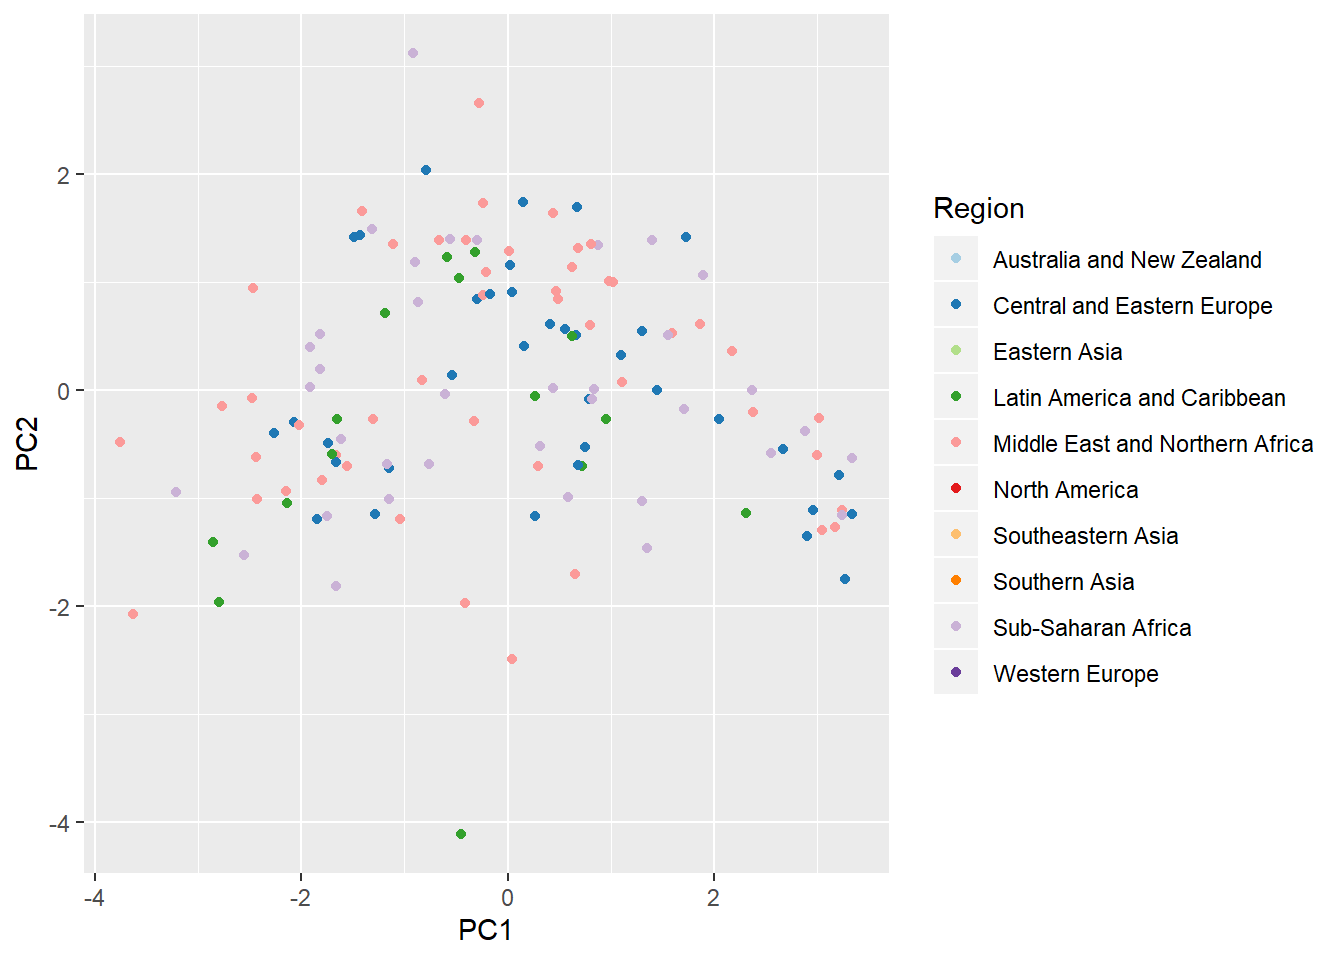 2
0
-2
-4
PC2
-4
-2
0
2
PC1
Region
Australia and New Zealand
Central and Eastern Europe
Eastern Asia
Latin America and Caribbean
Middle East and Northern Africa
North America
Southeastern Asia
Southern Asia
Sub-Saharan Africa
Western Europe